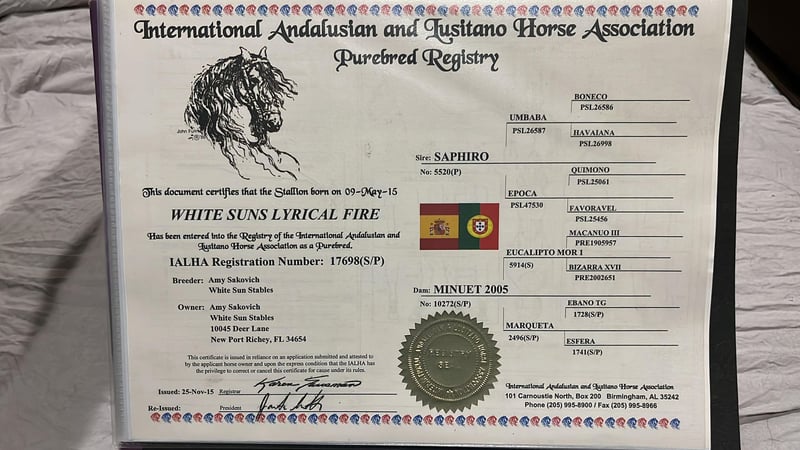 International Andalusian and Lusitano Horse Association
Purebred Registry
This document certifies that the Stallion born on 09-May-15
WHITE SUNS LYRICAL FIRE
Has been entered into the Registry of the International Andalusian and
Lusitano Horse Association as a Purebred.
IALHA Registration Number: 17698(S/P)
Breeder: Amy Sakovich
White Suns Stables
Owner: Amy Sakovich
White Suns Stables
10045 Deer Lane
New Port Richey, FL 34654
This certificate is issued in reliance on an application submitted and attested to
by the applicant horse owner and upon the express condition that the IALHA has
the privilege to correct or cancel this certificate for cause under its rules.
Issued: 25-Nov-15 Registrar
Re-Issued: President
BONECO
PSL26586
UMBABA
PSL26587
HAVAIANA
PSL26998
Sire: SAPHIRO
No: 5520(P)
QUIMONO
PSL25061
EPOCA
PSL47530
FAVORAVEL
PSL25456
MACANUO III
PRE1905957
EUCALIPTO MOR 1
5914(S)
BIZARRA XVII
PRE2002651
Dam: MINUET 2005
No: 10272(S/P)
EBANO TG
1728(S/P)
MARQUETA
2496(S/P)
ESFERA
1741(S/P)
REGISTRY
SEAL
International Andalusian and Lusitano Horse Association
101 Carnoustie North, Box 200 Birmingham, AL 35242
Phone (205) 995-8900 / Fax (205) 995-8966